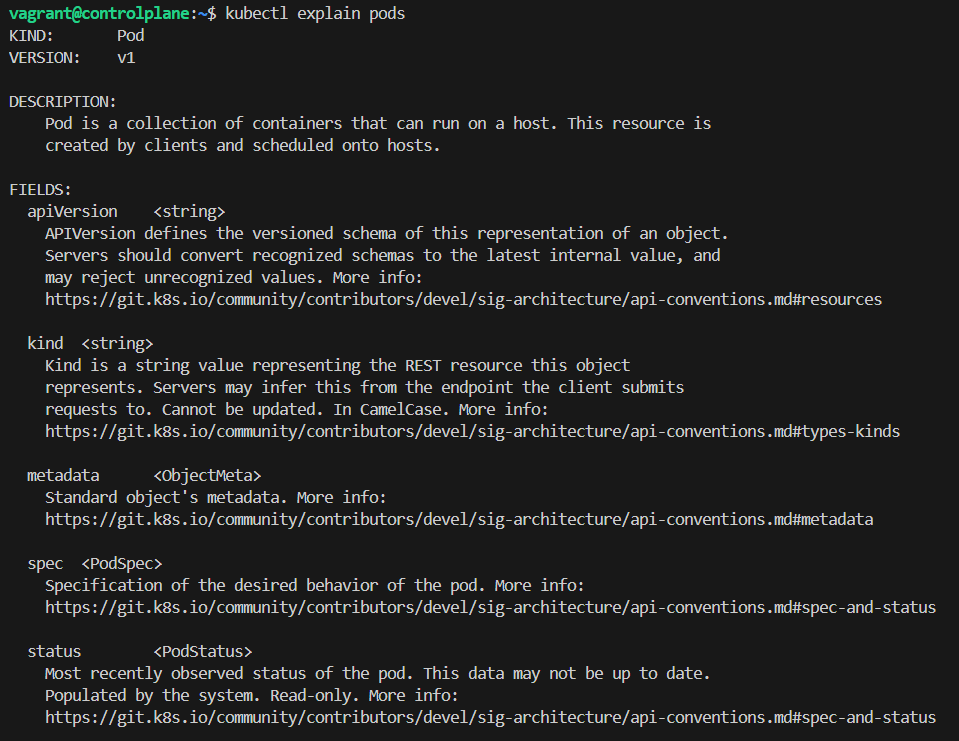 vagrant@controlplane:~$ kubectl explain pods
KIND:       Pod
VERSION:    v1

DESCRIPTION:
    Pod is a collection of containers that can run on a host. This resource is
    created by clients and scheduled onto hosts.

FIELDS:
  apiVersion    <string>
    APIVersion defines the versioned schema of this representation of an object.
    Servers should convert recognized schemas to the latest internal value, and
    may reject unrecognized values. More info:
    https://git.k8s.io/community/contributors/devel/sig-architecture/api-conventions.md#resources

  kind  <string>
    Kind is a string value representing the REST resource this object
    represents. Servers may infer this from the endpoint the client submits
    requests to. Cannot be updated. In CamelCase. More info:
    https://git.k8s.io/community/contributors/devel/sig-architecture/api-conventions.md#types-kinds

  metadata      <ObjectMeta>
    Standard object's metadata. More info:
    https://git.k8s.io/community/contributors/devel/sig-architecture/api-conventions.md#metadata

  spec  <PodSpec>
    Specification of the desired behavior of the pod. More info:
    https://git.k8s.io/community/contributors/devel/sig-architecture/api-conventions.md#spec-and-status

  status        <PodStatus>
    Most recently observed status of the pod. This data may not be up to date.
    Populated by the system. Read-only. More info:
    https://git.k8s.io/community/contributors/devel/sig-architecture/api-conventions.md#spec-and-status